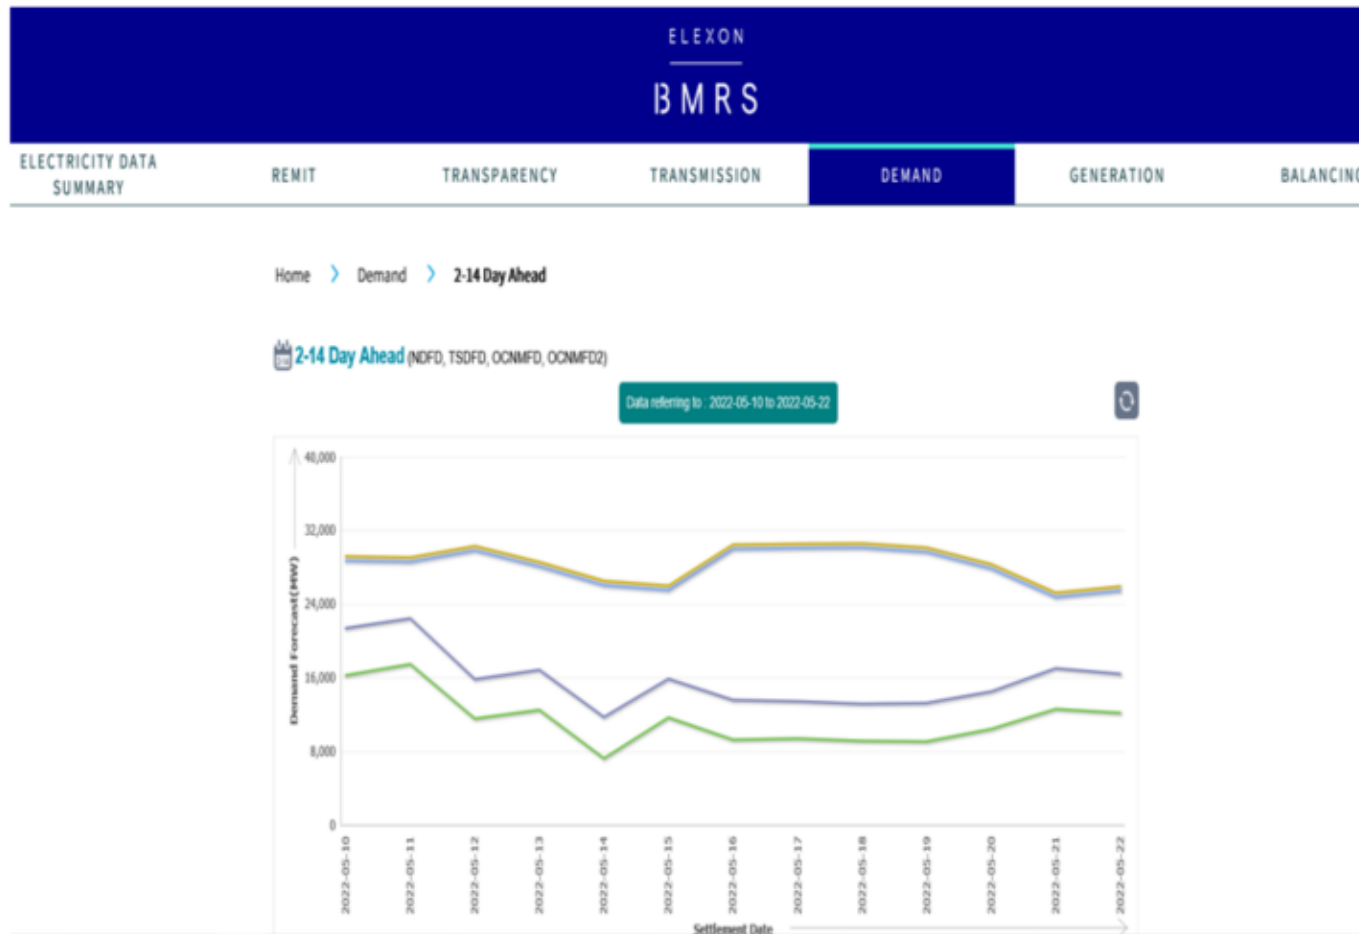 ELEXON
BMRS
ELECTRICITY DATA
SUMMARY
REMIT
TRANSPARENCY
TRANSMISSION
DEMAND
GENERATION
BALANCING
Home
Demand
2-14 Day Ahead
2-14 Day Ahead (NDFD, TSDFD, OCNMFD, OCNMFD2)
Data referring to : 2022-05-10 to 2022-05-22
Demand Forecast(MW)
40,000
32,000
24,000
16,000
8,000
0
2022-05-10
2022-05-11
2022-05-12
2022-05-13
2022-05-14
2022-05-15
2022-05-16
2022-05-17
2022-05-18
2022-05-19
2022-05-20
2022-05-21
2022-05-22
Settlement Date